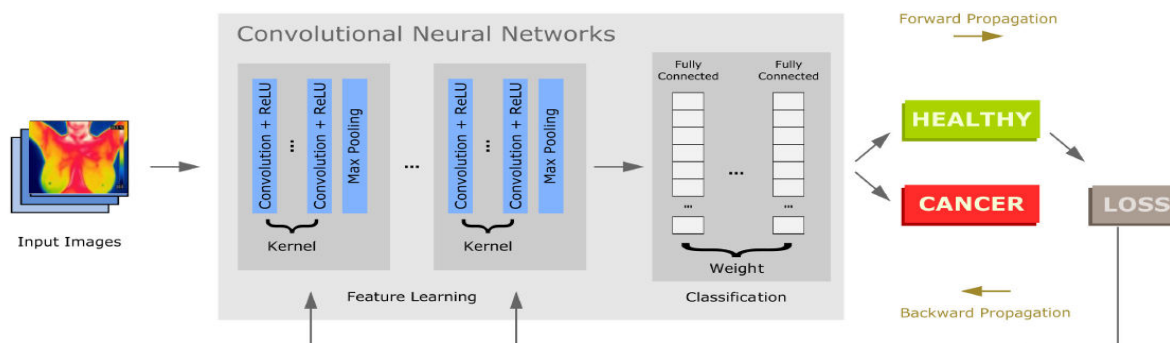 Convolutional Neural Networks
Forward Propagation
Input Images
Convolution + ReLU
...
Convolution + ReLU
Max Pooling
Kernel
...
Convolution + ReLU
...
Convolution + ReLU
Max Pooling
Kernel
Feature Learning
Fully
Connected
Fully
Connected
...
...
...
Weight
Classification
HEALTHY
CANCER
LOSS
Backward Propagation